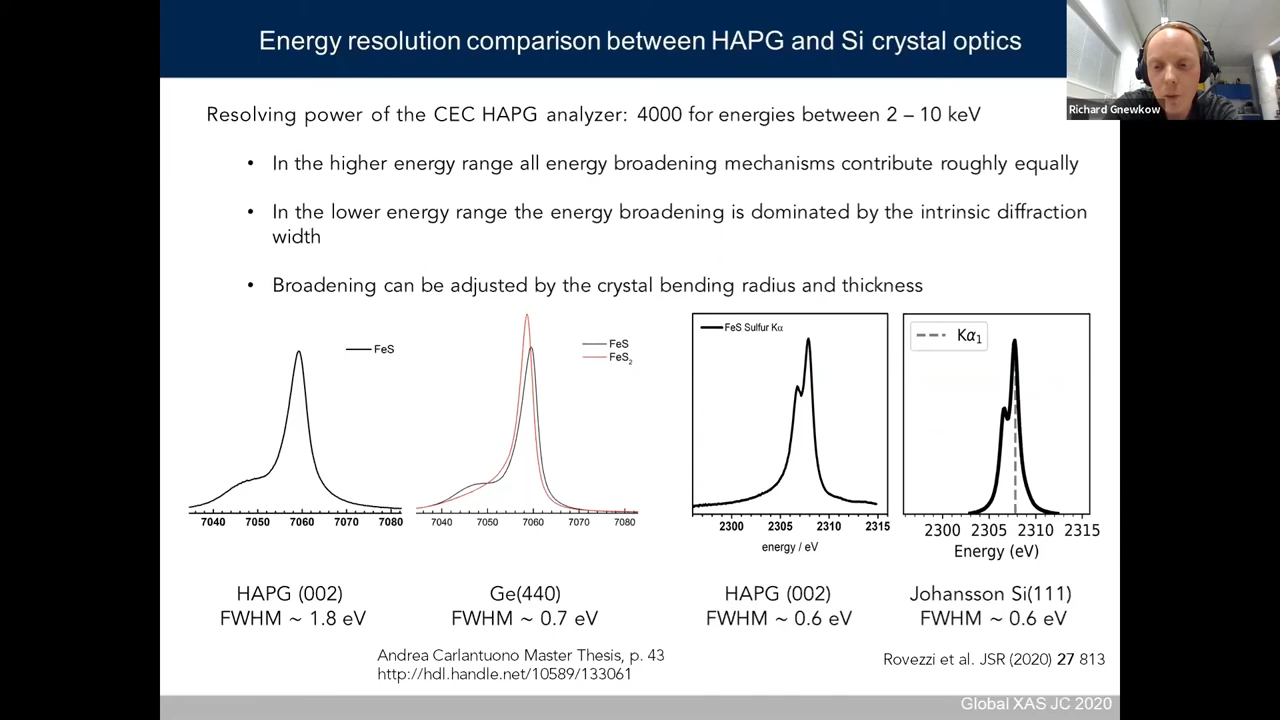 Energy resolution comparison between HAPG and Si crystal optics
Richard Gnewkow
Resolving power of the CEC HAPG analyzer: 4000 for energies between 2 – 10 keV
• In the higher energy range all energy broadening mechanisms contribute roughly equally
• In the lower energy range the energy broadening is dominated by the intrinsic diffraction
width
• Broadening can be adjusted by the crystal bending radius and thickness
FeS
7040 7050 7060 7070 7080
HAPG (002)
FWHM ~ 1.8 eV
FeS
FeS2
7040 7050 7060 7070 7080
Ge(440)
FWHM ~ 0.7 eV
FeS Sulfur Kα
2300 2305 2310 2315
energy / eV
HAPG (002)
FWHM ~ 0.6 eV
Kα1
2300 2305 2310 2315
Energy (eV)
Johansson Si(111)
FWHM ~ 0.6 eV
Andrea Carlantuono Master Thesis, p. 43
http://hdl.handle.net/10589/133061
Rovezzi et al. JSR (2020) 27 813
Global XAS JC 2020